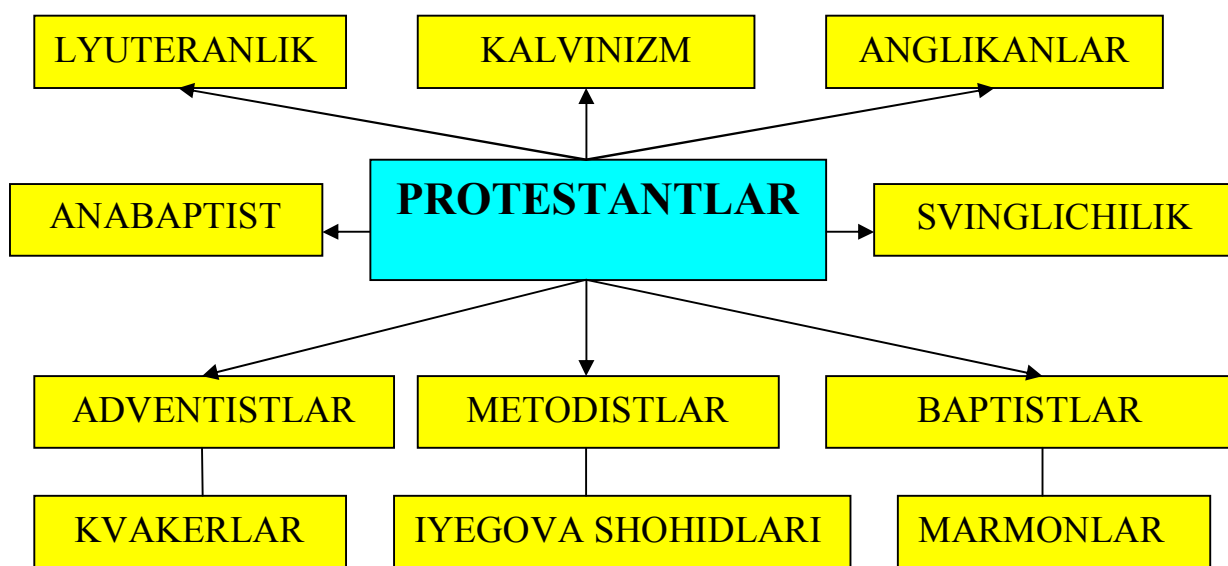 LYUTERANLIK
KALVINIZM
ANGLIKANLAR
PROTESTANTLAR
ANABAPTIST
SVINGLICHILIK
ADVENTISTLAR
METODISTLAR
BAPTISTLAR
KVAKERLAR
IYEGOVA SHOHIDLARI
MARMONLAR